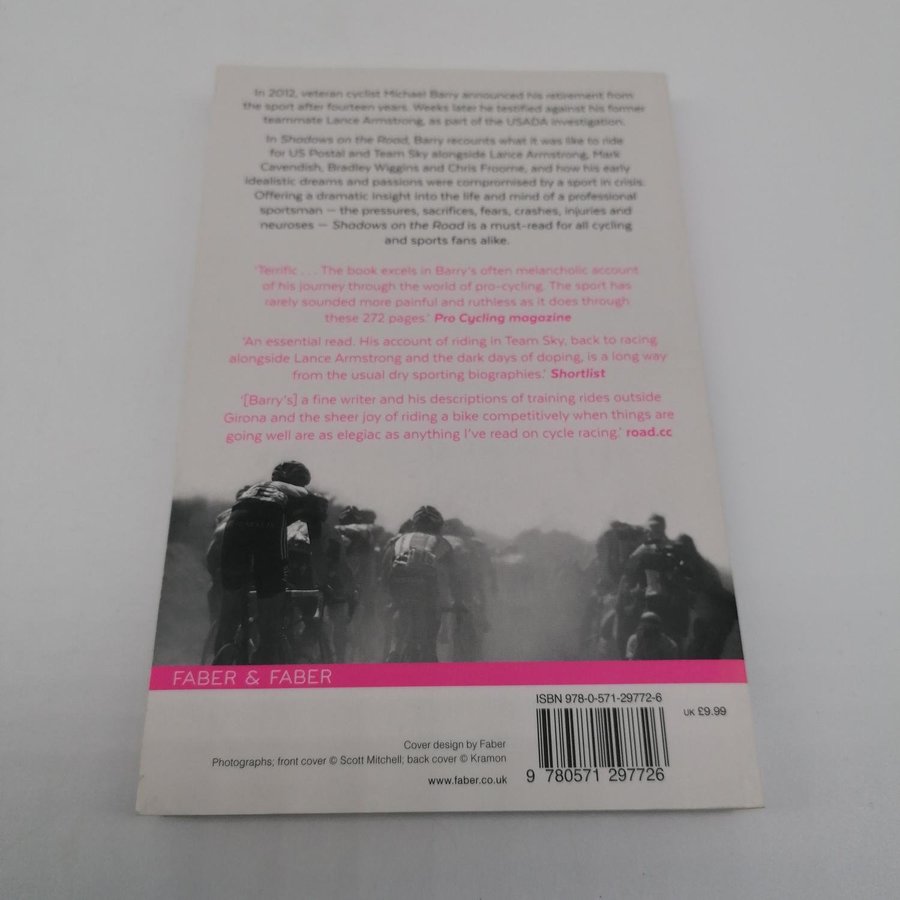 In 2012, veteran cyclist Michael Barry announced his retirement from
the sport after fourteen years. Weeks later he testified against his former
teammate Lance Armstrong, as part of the USADA investigation.
In Shadows on the Road, Barry recounts what it was like to ride
for US Postal and Team Sky alongside Lance Armstrong, Mark
Cavendish, Bradley Wiggins and Chris Froome, and how his early
idealistic dreams and passions were compromised by a sport in crisis.
Offering a dramatic insight into the life and mind of a professional
sportsman – the pressures, sacrifices, fears, crashes, injuries and
neuroses – Shadows on the Road is a must-read for all cycling
and sports fans alike.
'Terrific . . . The book excels in Barry's often melancholic account
of his journey through the world of pro-cycling. The sport has
rarely sounded more painful and ruthless as it does through
these 272 pages.' Pro Cycling magazine
'An essential read. His account of riding in Team Sky, back to racing
alongside Lance Armstrong and the dark days of doping, is a long way
from the usual dry sporting biographies.' Shortlist
'[Barry's] a fine writer and his descriptions of training rides outside
Girona and the sheer joy of riding a bike competitively when things are
going well are as elegiac as anything I've read on cycle racing.' road.cc
FABER & FABER
ISBN 978-0-571-29772-6
UK £9.99
Cover design by Faber
Photographs; front cover © Scott Mitchell; back cover © Kramon
www.faber.co.uk
9 780571 297726